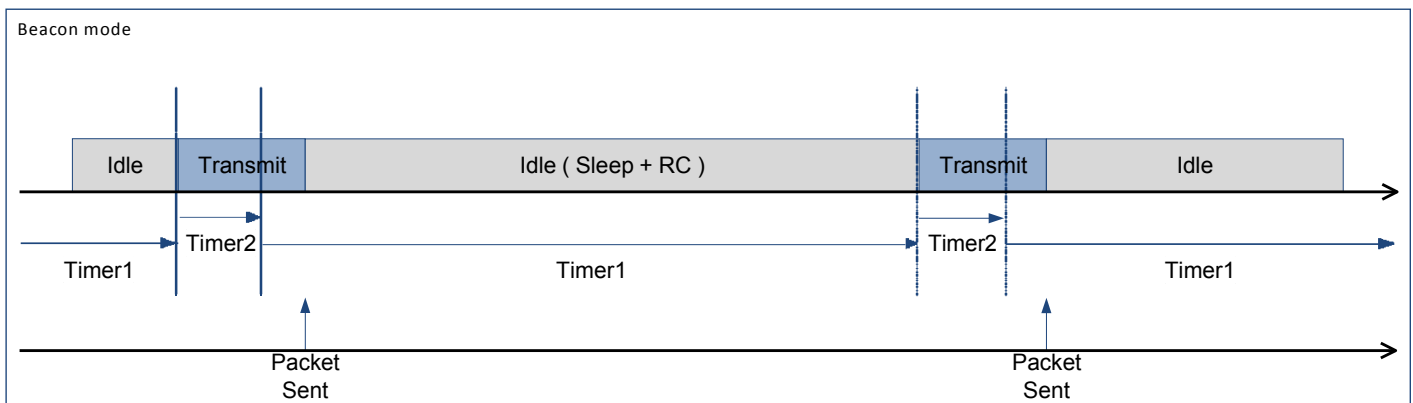 Beacon mode
Idle
Transmit
Idle ( Sleep + RC )
Transmit
Idle
Timer2
Timer2
Timer1
Timer1
Timer1
Packet
Sent
Packet
Sent